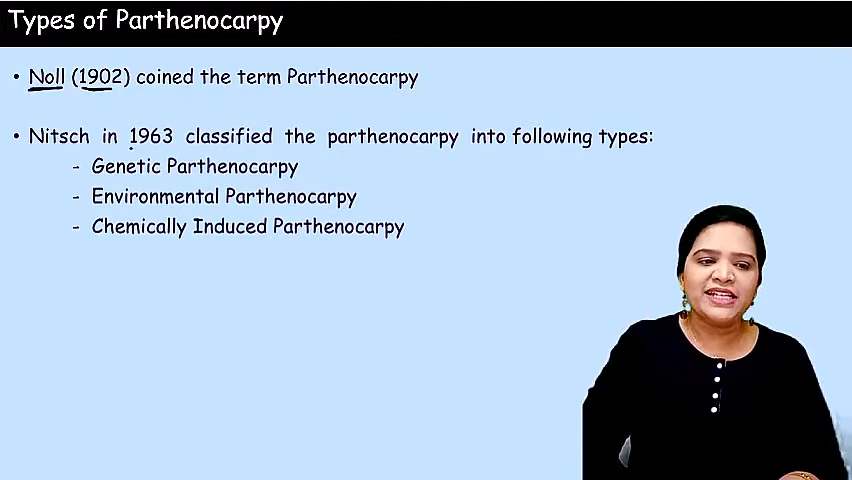 Types of Parthenocarpy
• Noll (1902) coined the term Parthenocarpy
• Nitsch in 1963 classified the parthenocarpy into following types:
- Genetic Parthenocarpy
- Environmental Parthenocarpy
- Chemically Induced Parthenocarpy